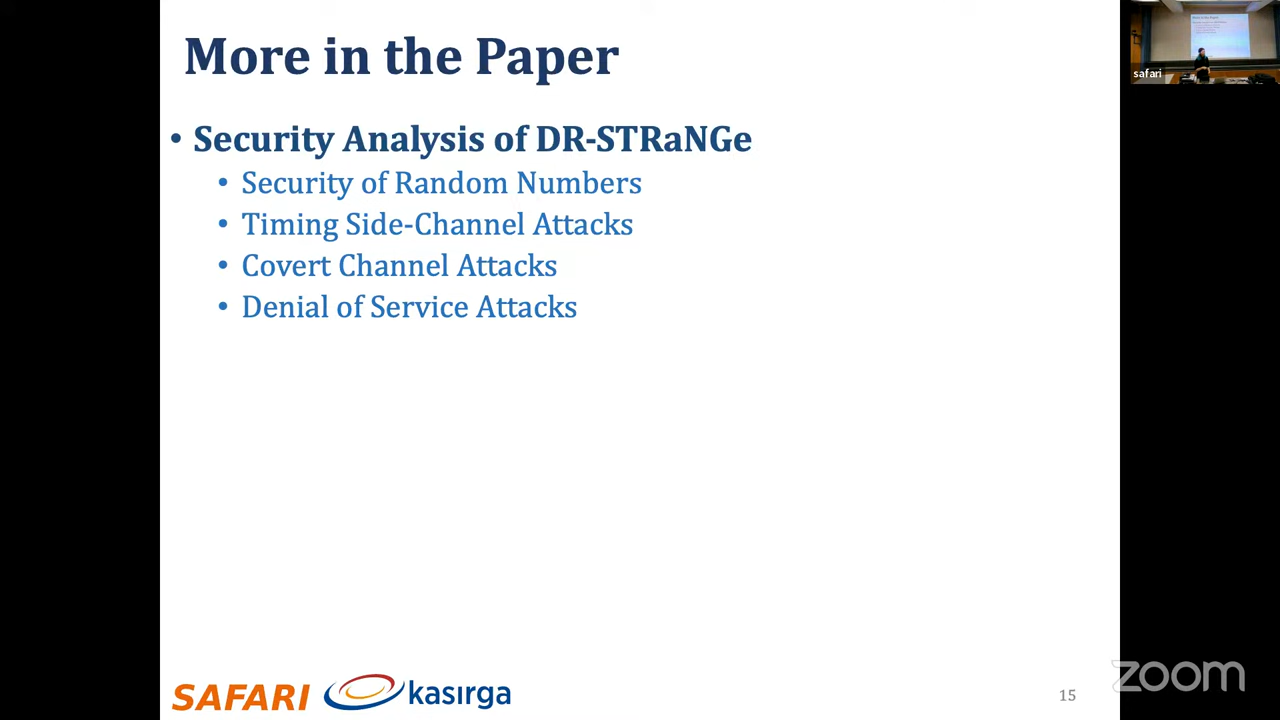 More in the Paper
• Security Analysis of DR-STRaNGe
• Security of Random Numbers
• Timing Side-Channel Attacks
• Covert Channel Attacks
• Denial of Service Attacks
SAFARI
kasırga
15
safari
zoom